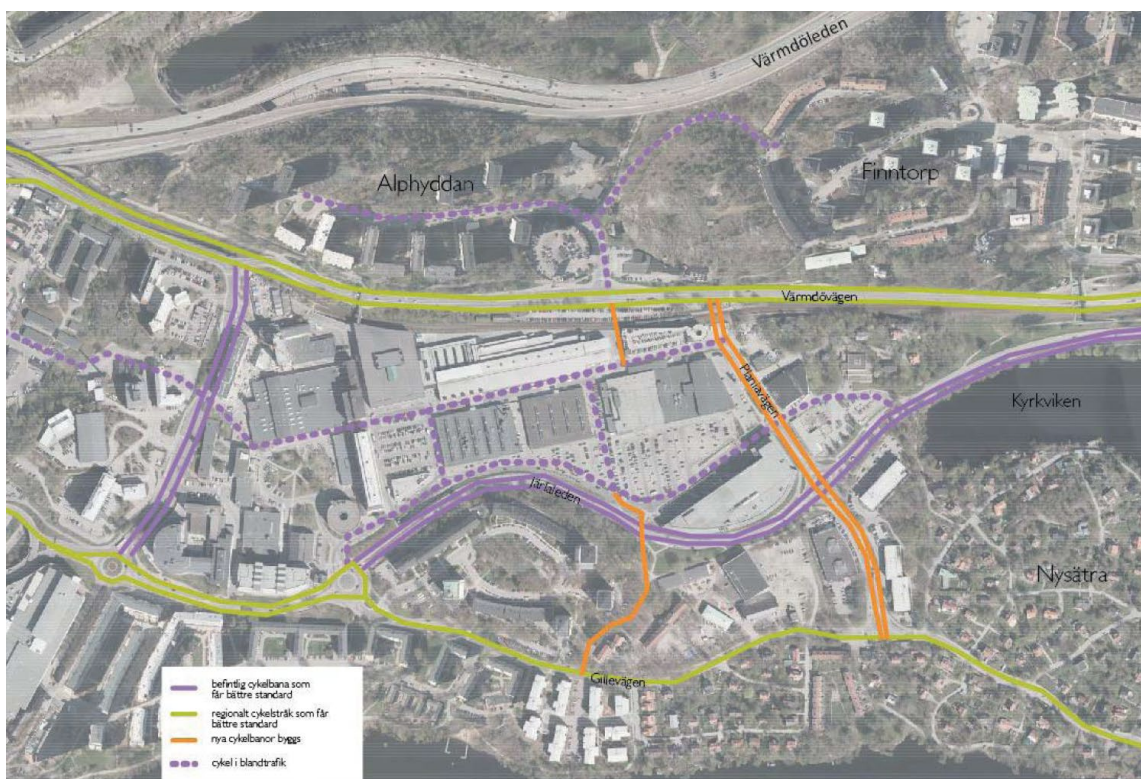 Värmdöleden
Alphyddan
Finntorp
Värmdövägen
Planiavägen
Kyrkviken
Järlaleden
Nysätra
Gillevägen
befintlig cykelbana som
får bättre standard
regionalt cykelstråk som får
bättre standard
nya cykelbanor byggs
cykel i blandtrafik